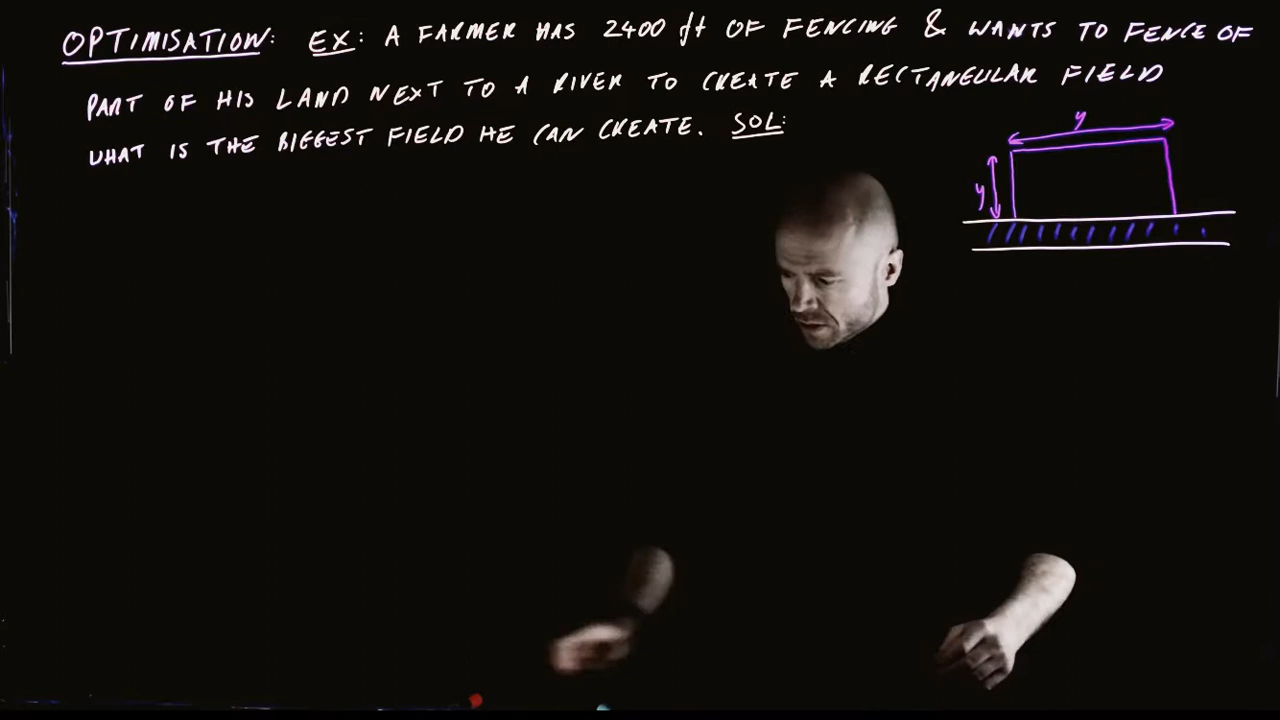 OPTIMISATION: EX: A FARMER HAS 2400 ft OF FENCING & WANTS TO FENCE OF
PART OF HIS LAND NEXT TO A RIVER TO CREATE A RECTANGULAR FIELD
WHAT IS THE BIGGEST FIELD HE CAN CREATE. SOL:
y
y